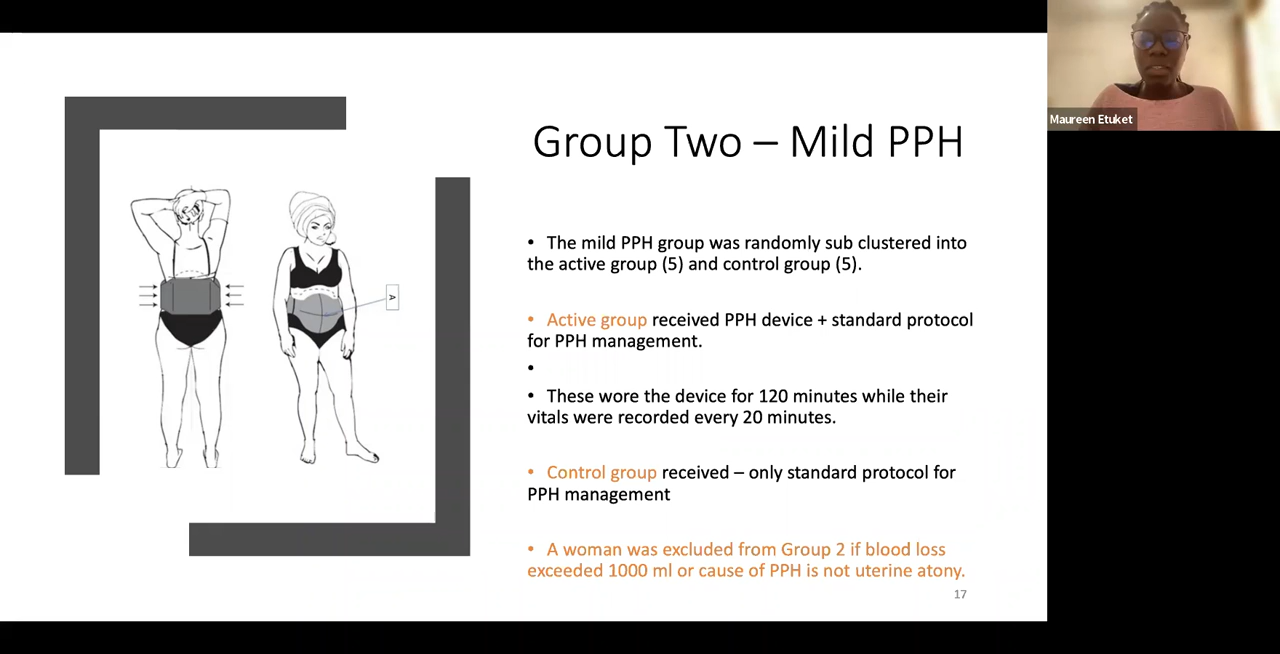 Maureen Etuket
Group Two – Mild PPH
• The mild PPH group was randomly sub clustered into
the active group (5) and control group (5).
• Active group received PPH device + standard protocol
for PPH management.
•
• These wore the device for 120 minutes while their
vitals were recorded every 20 minutes.
• Control group received – only standard protocol for
PPH management
• A woman was excluded from Group 2 if blood loss
exceeded 1000 ml or cause of PPH is not uterine atony.
A
17